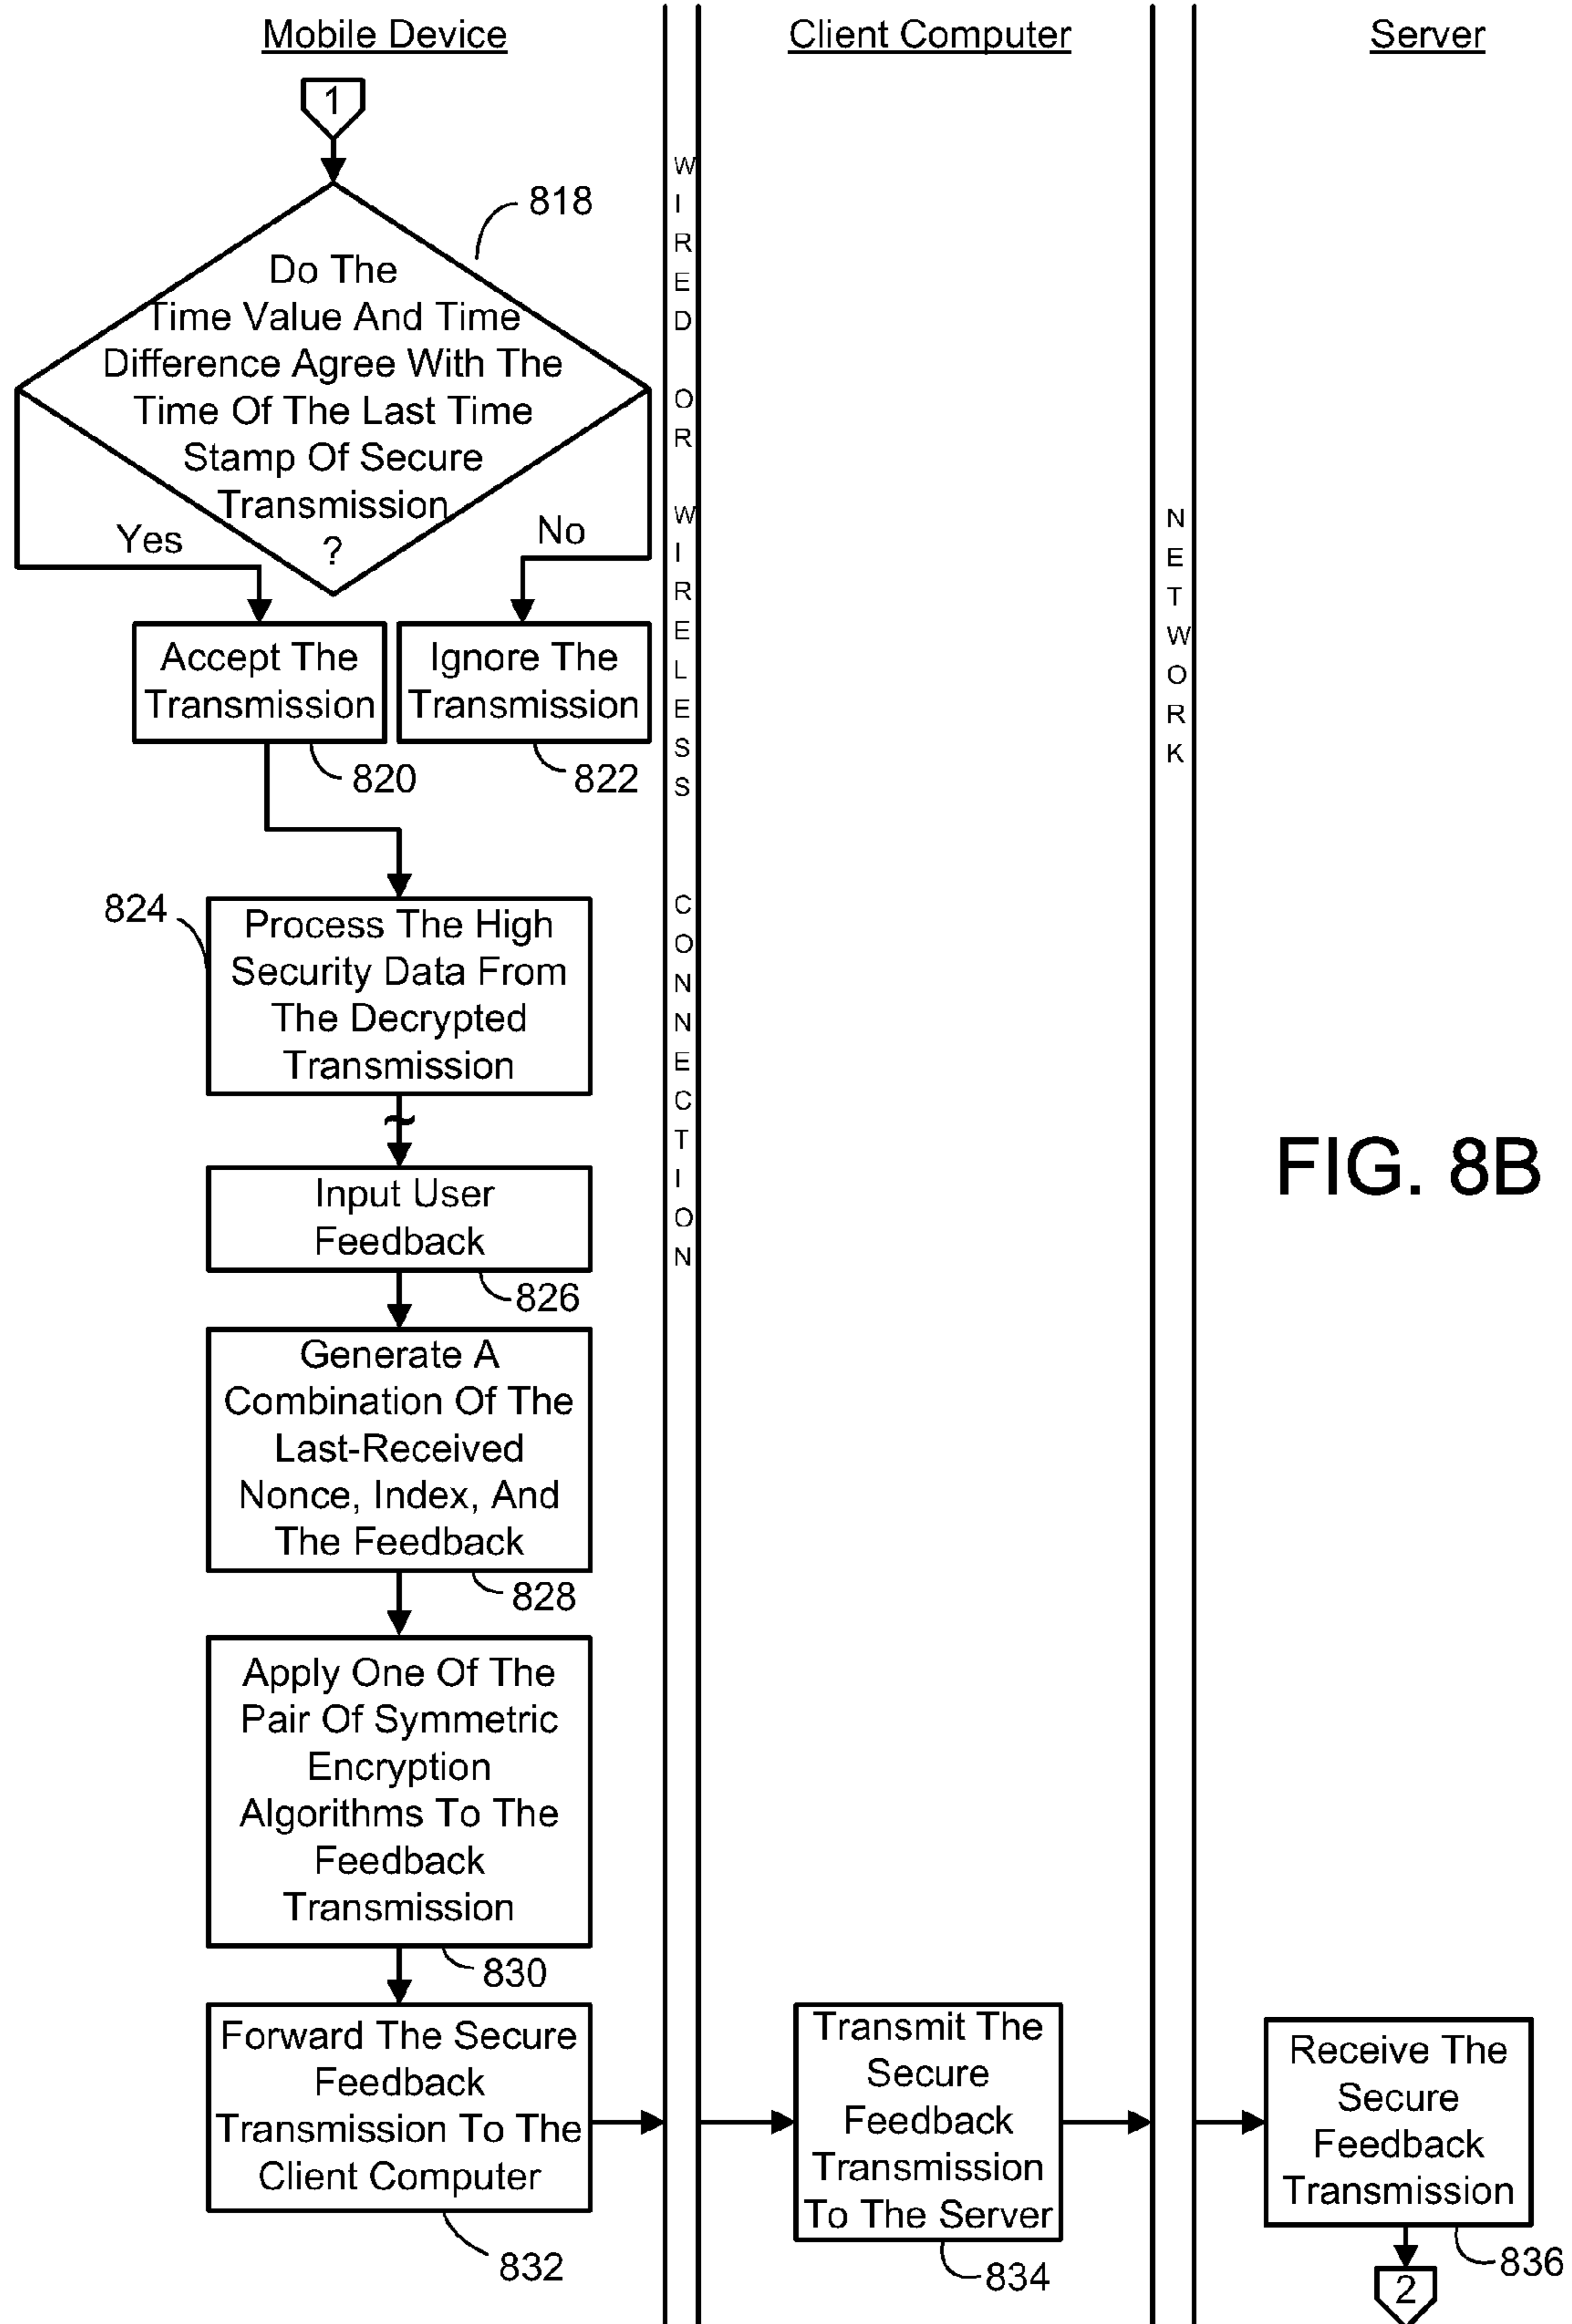 Mobile Device
Client Computer
Server
1
818
Do The
Time Value And Time
Difference Agree With The
Time Of The Last Time
Stamp Of Secure
Transmission
?
Yes
No
Accept The
Transmission
820
Ignore The
Transmission
822
824
Process The High
Security Data From
The Decrypted
Transmission
Input User
Feedback
826
Generate A
Combination Of The
Last-Received
Nonce, Index, And
The Feedback
828
Apply One Of The
Pair Of Symmetric
Encryption
Algorithms To The
Feedback
Transmission
830
Forward The Secure
Feedback
Transmission To The
Client Computer
832
WIRED OR WIRELESS CONNECTION
Transmit The
Secure
Feedback
Transmission
To The Server
834
NETWORK
Receive The
Secure
Feedback
Transmission
836
2
FIG. 8B